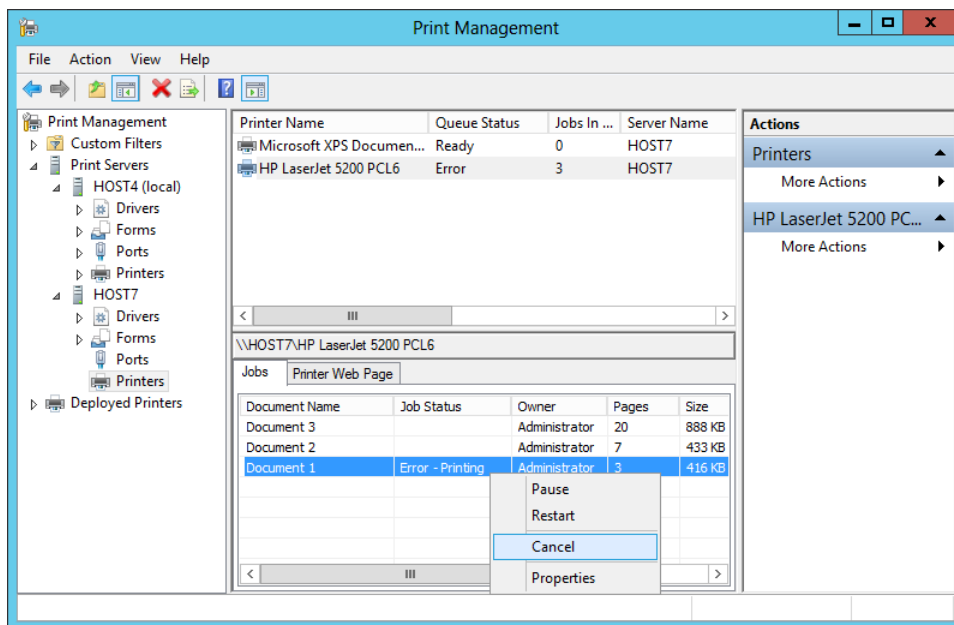 Print Management
File Action View Help
Print Management
Custom Filters
Print Servers
HOST4 (local)
Drivers
Forms
Ports
Printers
HOST7
Drivers
Forms
Ports
Printers
Deployed Printers
Printer Name Queue Status Jobs In ... Server Name
Microsoft XPS Documen... Ready 0 HOST7
HP LaserJet 5200 PCL6 Error 3 HOST7
\\HOST7\HP LaserJet 5200 PCL6
Jobs Printer Web Page
Document Name Job Status Owner Pages Size
Document 3 Administrator 20 888 KB
Document 2 Administrator 7 433 KB
Document 1 Error - Printing Administrator 3 416 KB
Pause
Restart
Cancel
Properties
Actions
Printers
More Actions
HP LaserJet 5200 PC...
More Actions